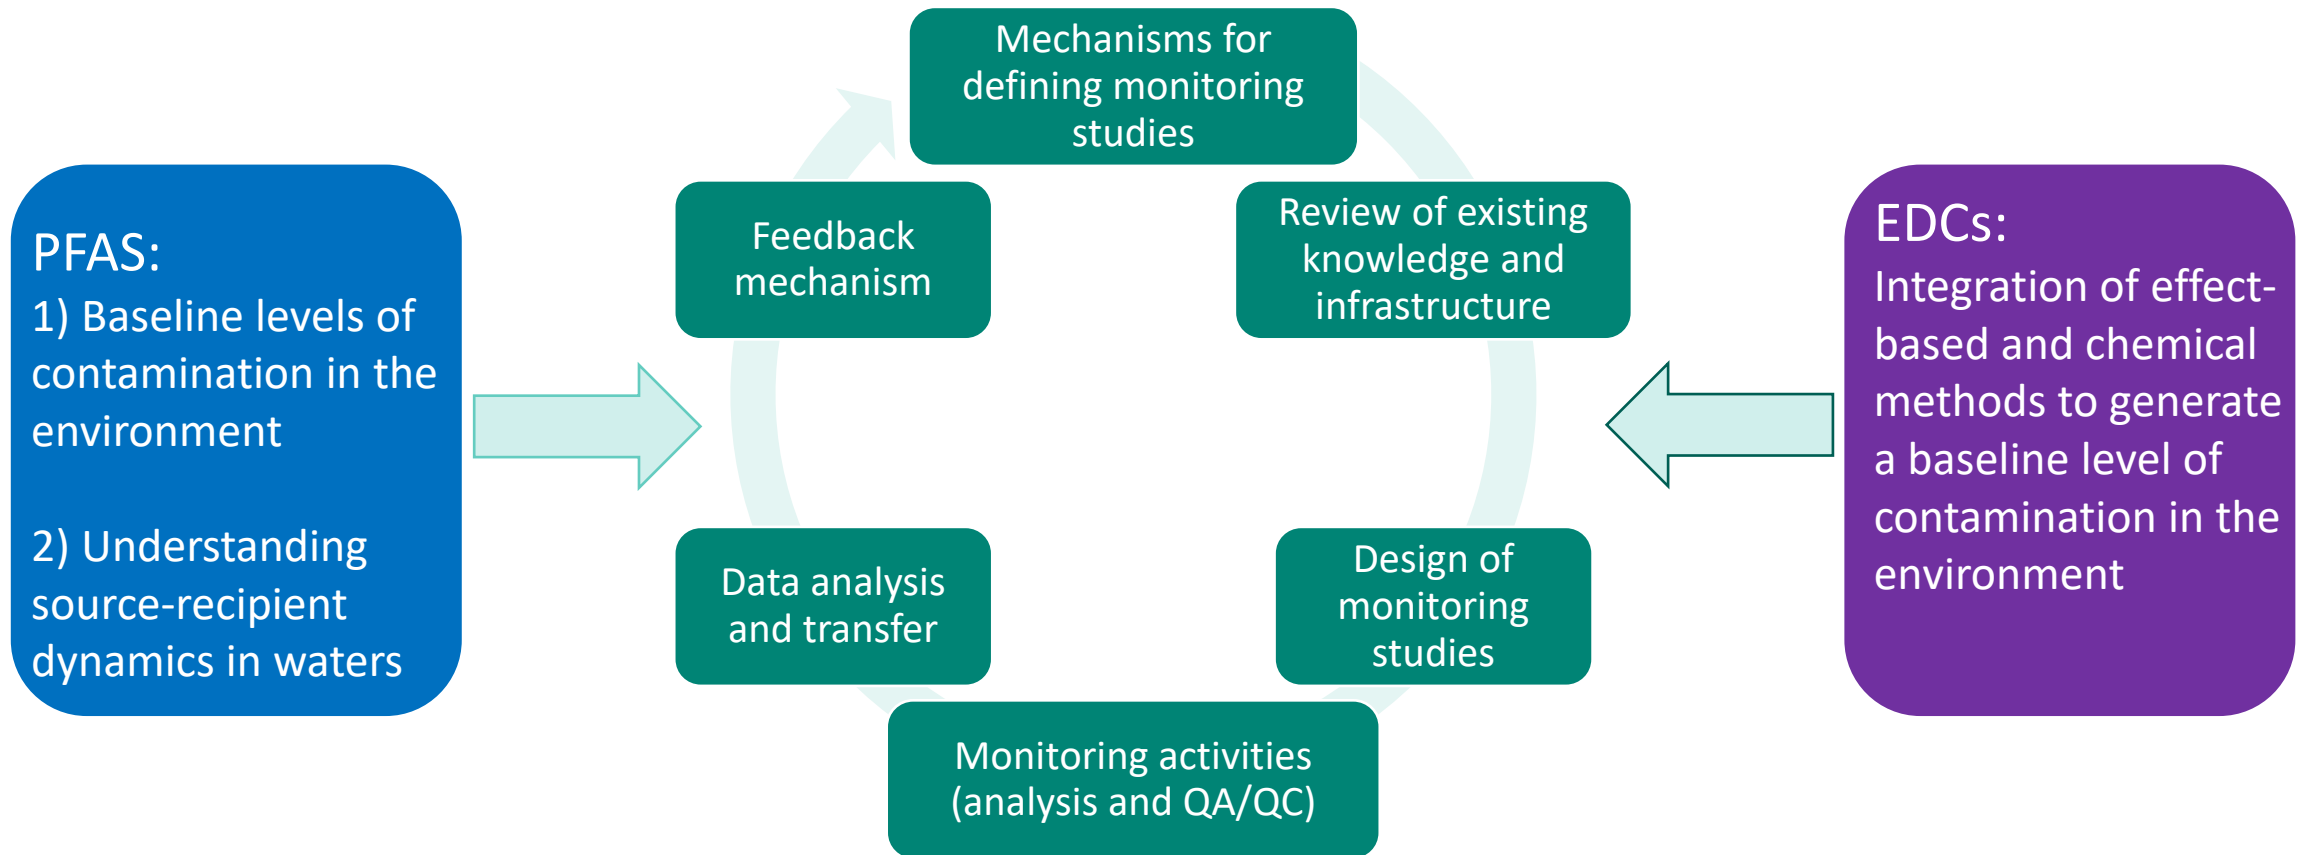 PFAS:
1) Baseline levels of
contamination in the
environment
2) Understanding
source-recipient
dynamics in waters
Mechanisms for
defining monitoring
studies
Review of existing
knowledge and
infrastructure
Design of
monitoring
studies
Monitoring activities
(analysis and QA/QC)
Data analysis
and transfer
Feedback
mechanism
EDCs:
Integration of effect-
based and chemical
methods to generate
a baseline level of
contamination in the
environment